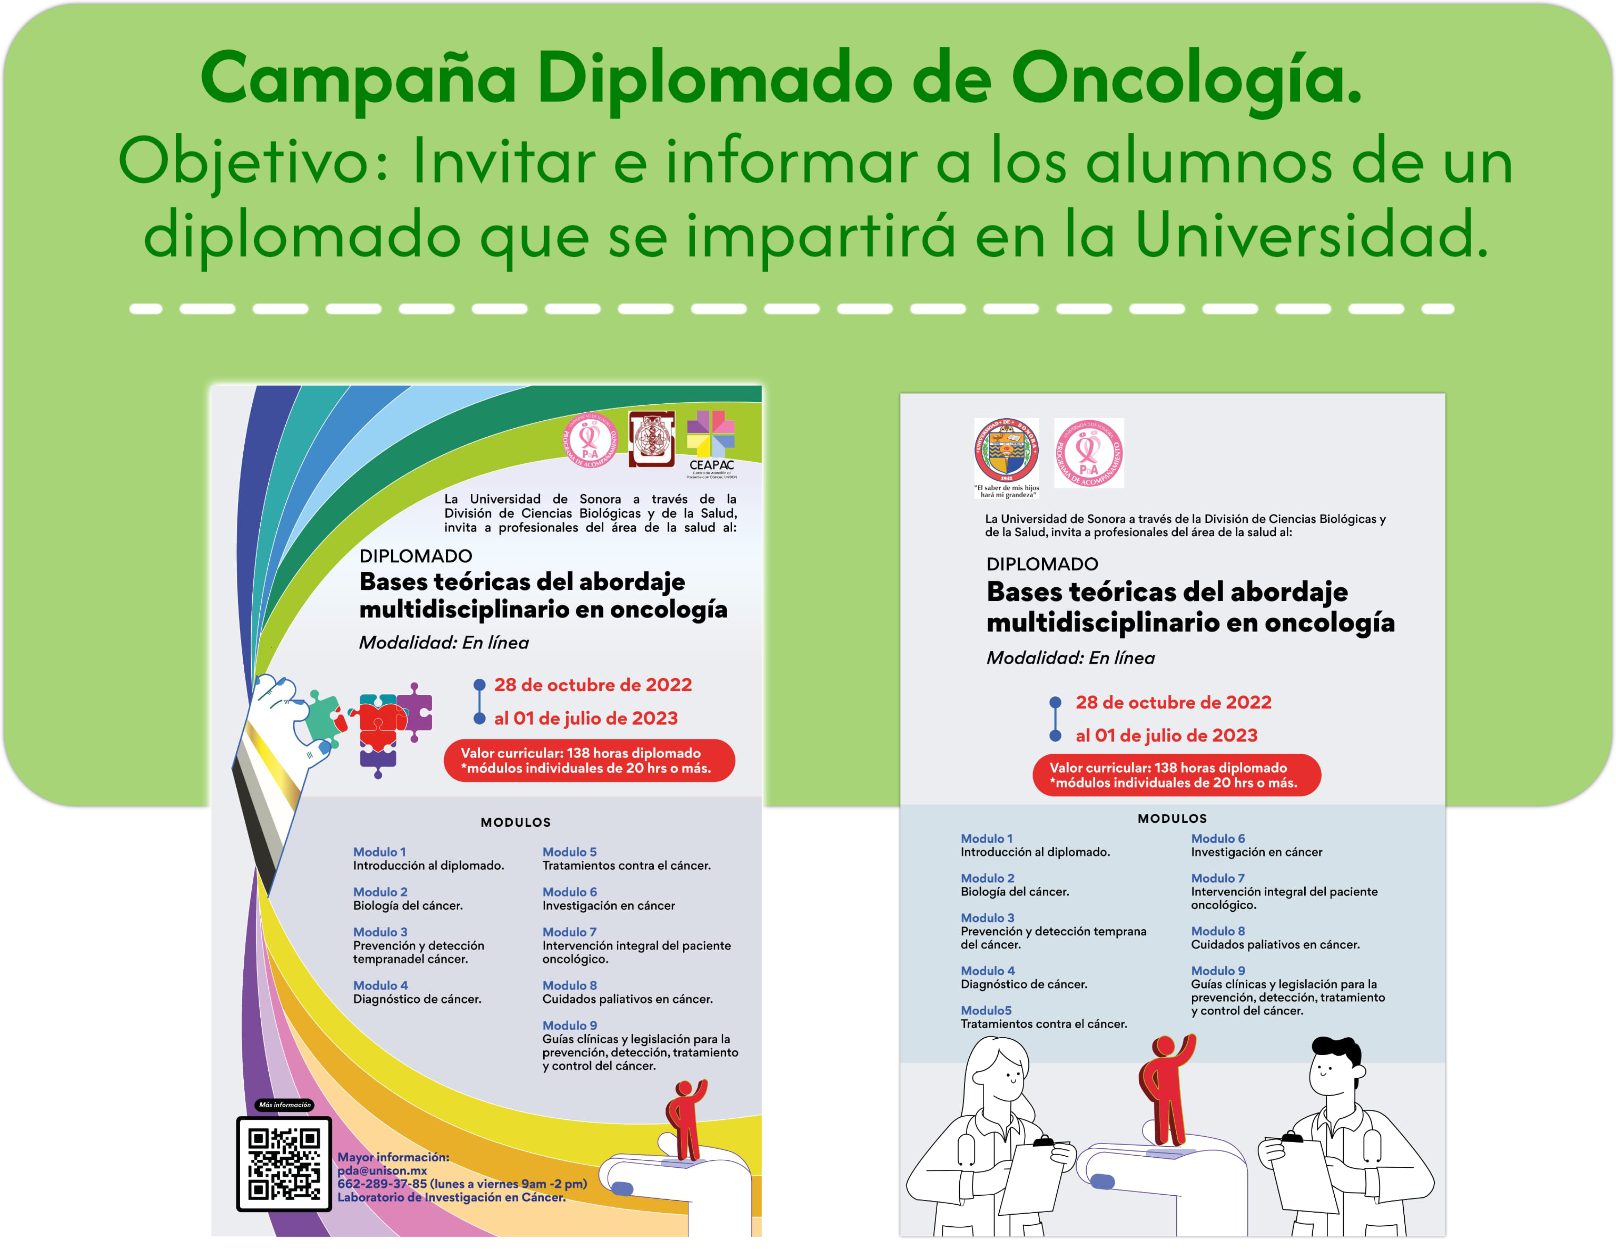 Campaña Diplomado de Oncología.
Objetivo: Invitar e informar a los alumnos de un
diplomado que se impartirá en la Universidad.
PROGRAMA DE ACOMPAÑAMIENTO
PdA
CEAPAC
La Universidad de Sonora a través de la
División de Ciencias Biológicas y de la Salud,
invita a profesionales del área de la salud al:
DIPLOMADO
Bases teóricas del abordaje
multidisciplinario en oncología
Modalidad: En línea
28 de octubre de 2022
al 01 de julio de 2023
Valor curricular: 138 horas diplomado
*módulos individuales de 20 hrs o más.
MODULOS
Modulo 1
Introducción al diplomado.
Modulo 2
Biología del cáncer.
Modulo 3
Prevención y detección
tempranadel cáncer.
Modulo 4
Diagnóstico de cáncer.
Modulo 5
Tratamientos contra el cáncer.
Modulo 6
Investigación en cáncer
Modulo 7
Intervención integral del paciente
oncológico.
Modulo 8
Cuidados paliativos en cáncer.
Modulo 9
Guías clínicas y legislación para la
prevención, detección, tratamiento
y control del cáncer.
Más información
Mayor información:
pda@unison.mx
662-289-37-85 (lunes a viernes 9am -2 pm)
Laboratorio de Investigación en Cáncer.
UNIVERSIDAD DE SONORA
1942
"El saber de mis hijos
hará mi grandeza"
PROGRAMA DE ACOMPAÑAMIENTO
PdA
La Universidad de Sonora a través de la División de Ciencias Biológicas y
de la Salud, invita a profesionales del área de la salud al:
DIPLOMADO
Bases teóricas del abordaje
multidisciplinario en oncología
Modalidad: En línea
28 de octubre de 2022
al 01 de julio de 2023
Valor curricular: 138 horas diplomado
*módulos individuales de 20 hrs o más.
MODULOS
Modulo 1
Introducción al diplomado.
Modulo 2
Biología del cáncer.
Modulo 3
Prevención y detección temprana
del cáncer.
Modulo 4
Diagnóstico de cáncer.
Modulo5
Tratamientos contra el cáncer.
Modulo 6
Investigación en cáncer
Modulo 7
Intervención integral del paciente
oncológico.
Modulo 8
Cuidados paliativos en cáncer.
Modulo 9
Guías clínicas y legislación para la
prevención, detección, tratamiento
y control del cáncer.